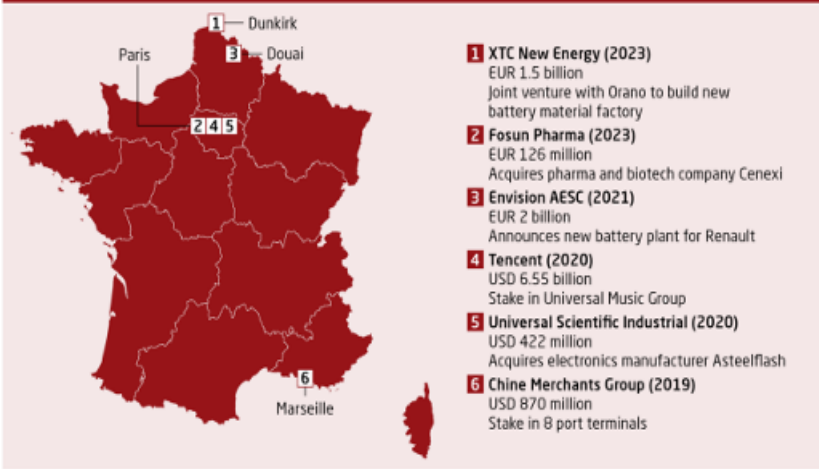 1 Dunkirk
3 Douai
Paris
2 4 5
6
Marseille
1 XTC New Energy (2023)
EUR 1.5 billion
Joint venture with Orano to build new
battery material factory
2 Fosun Pharma (2023)
EUR 126 million
Acquires pharma and biotech company Cenexi
3 Envision AESC (2021)
EUR 2 billion
Announces new battery plant for Renault
4 Tencent (2020)
USD 6.55 billion
Stake in Universal Music Group
5 Universal Scientific Industrial (2020)
USD 422 million
Acquires electronics manufacturer Asteelflash
6 Chine Merchants Group (2019)
USD 870 million
Stake in 8 port terminals